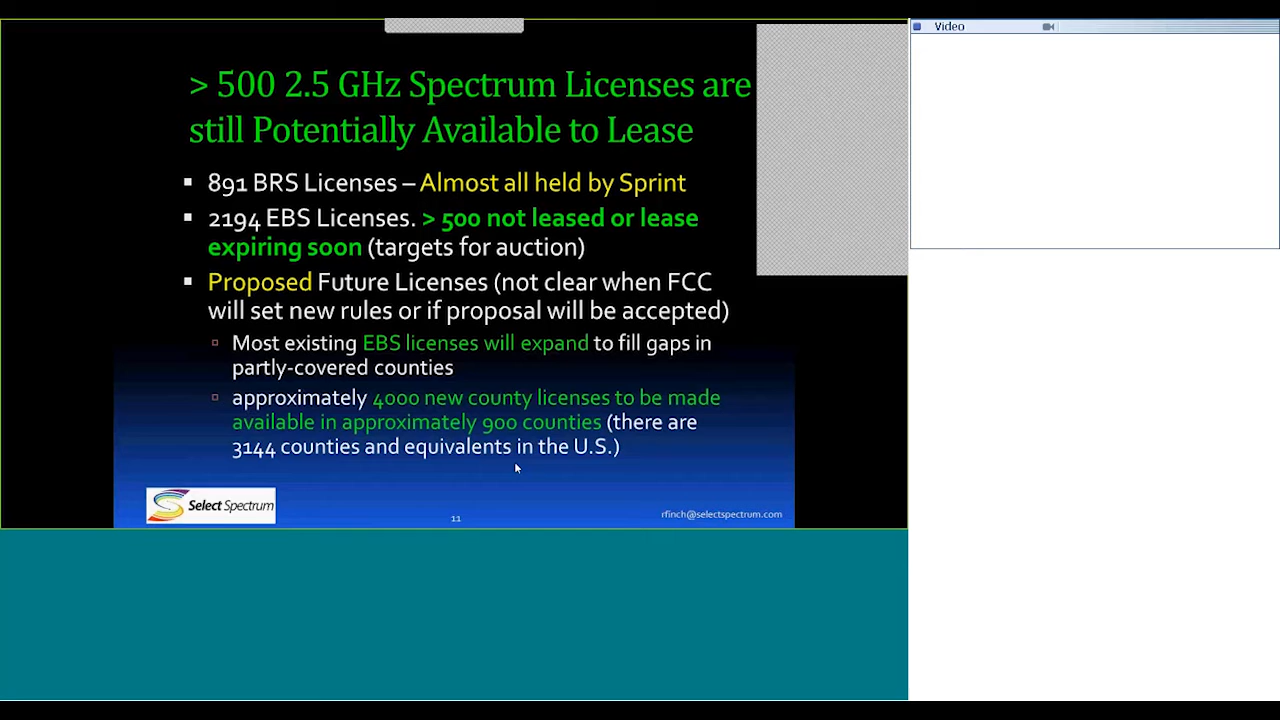 Video
> 500 2.5 GHz Spectrum Licenses are
still Potentially Available to Lease
▪ 891 BRS Licenses – Almost all held by Sprint
▪ 2194 EBS Licenses. > 500 not leased or lease
expiring soon (targets for auction)
▪ Proposed Future Licenses (not clear when FCC
will set new rules or if proposal will be accepted)
▫ Most existing EBS licenses will expand to fill gaps in
partly-covered counties
▫ approximately 4000 new county licenses to be made
available in approximately 900 counties (there are
3144 counties and equivalents in the U.S.)
Select Spectrum
11
rfinch@selectspectrum.com